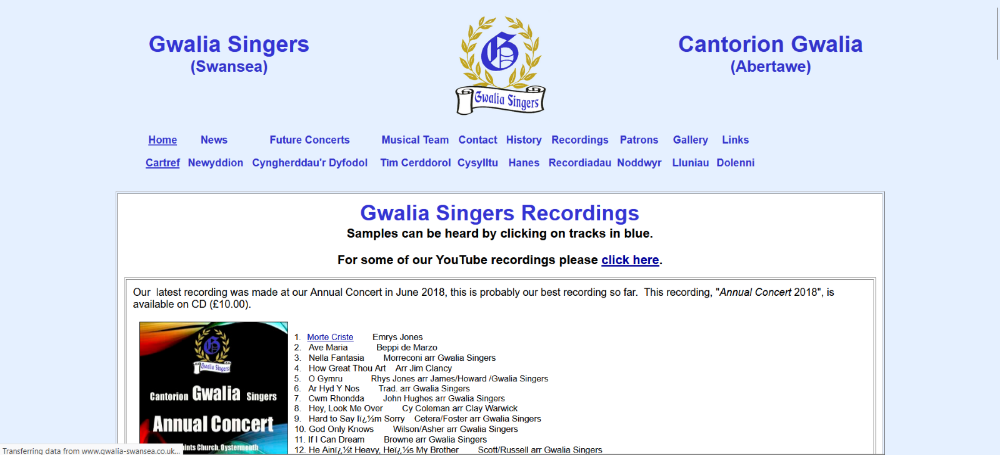 Gwalia Singers
(Swansea)
G
Gwalia Singers
Cantorion Gwalia
(Abertawe)
Home News Future Concerts Musical Team Contact History Recordings Patrons Gallery Links
Cartref Newyddion Cyngherddau'r Dyfodol Tim Cerddorol Cysylltu Hanes Recordiadau Noddwyr Lluniau Dolenni
Gwalia Singers Recordings
Samples can be heard by clicking on tracks in blue.
For some of our YouTube recordings please click here.
Our latest recording was made at our Annual Concert in June 2018, this is probably our best recording so far. This recording, "Annual Concert 2018", is
available on CD (£10.00).
G
Gwalia Singers
Cantorion Gwalia Singers
Annual Concert
ints Church, Oystermouth
1. Morte Criste Emrys Jones
2. Ave Maria Beppi de Marzo
3. Nella Fantasia Morreconi arr Gwalia Singers
4. How Great Thou Art Arr Jim Clancy
5. O Gymru Rhys Jones arr James/Howard /Gwalia Singers
6. Ar Hyd Y Nos Trad. arr Gwalia Singers
7. Cwm Rhondda John Hughes arr Gwalia Singers
8. Hey, Look Me Over Cy Coleman arr Clay Warwick
9. Hard to Say Iï¿½m Sorry Cetera/Foster arr Gwalia Singers
10. God Only Knows Wilson/Asher arr Gwalia Singers
11. If I Can Dream Browne arr Gwalia Singers
12. He Ainï¿½t Heavy, Heï¿½s My Brother Scott/Russell arr Gwalia Singers
Transferring data from www.gwalia-swansea.co.uk...